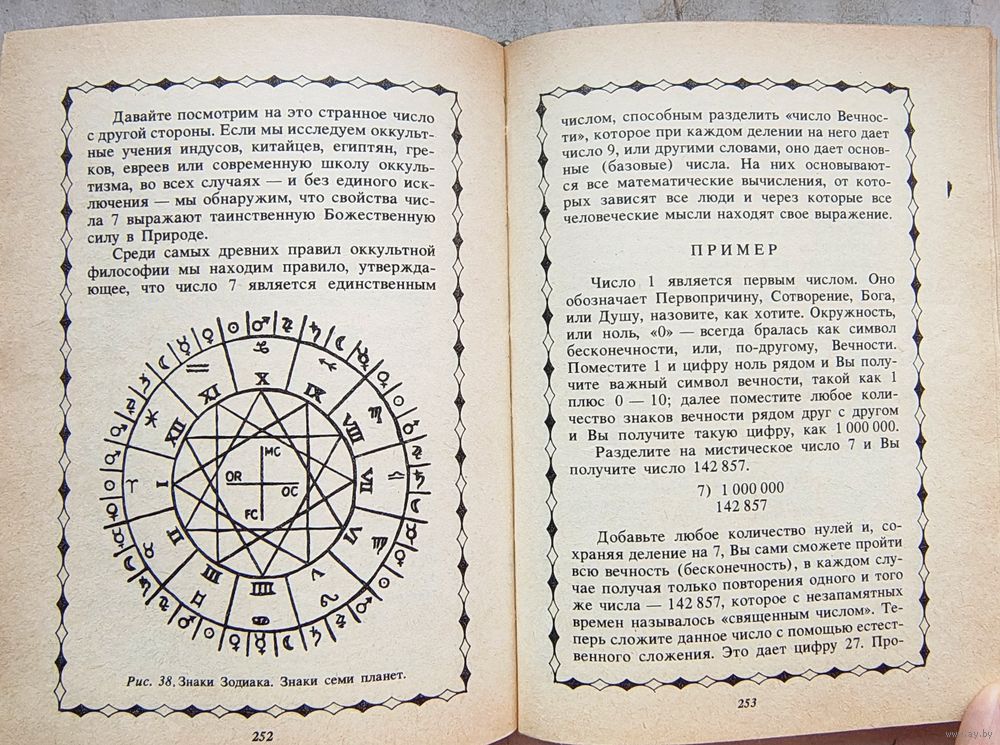 Давайте посмотрим на это странное число
с другой стороны. Если мы исследуем оккульт-
ные учения индусов, китайцев, египтян, гре-
ков, евреев или современную школу оккуль-
тизма, во всех случаях — и без единого иск-
лючения — мы обнаружим, что свойства чис-
ла 7 выражают таинственную Божественную
силу в Природе.
Среди самых древних правил оккультной
философии мы находим правило, утвержда-
ющее, что число 7 является единственным
X
XI
IX
XII
VIII
MC
I
OR
OC
VII
FC
II
VI
III
V
IIII
Рис. 38. Знаки Зодиака. Знаки семи планет.
252
числом, способным разделить «число Вечнос-
ти», которое при каждом делении на него дает
число 9, или другими словами, оно дает основ-
ные (базовые) числа. На них основывают-
ся все математические вычисления, от кото-
рых зависят все люди и через которые все
человеческие мысли находят свое выражение.
ПРИМЕР
Число 1 является первым числом. Оно
обозначает Первопричину, Сотворение, Бога,
или Душу, назовите, как хотите. Окружность,
или ноль, «0» — всегда бралась как символ
бесконечности, или, по-другому, Вечности.
Поместите 1 и цифру ноль рядом и Вы полу-
чите важный символ вечности, такой как 1
плюс 0 — 10; далее поместите любое коли-
чество знаков вечности рядом друг с другом
и Вы получите такую цифру, как 1 000 000.
Разделите на мистическое число 7 и Вы
получите число 142 857.
7) 1 000 000
142 857
Добавьте любое количество нулей и, со-
храняя деление на 7, Вы сами сможете пройти
всю вечность (бесконечность), в каждом слу-
чае получая только повторения одного и того
же числа — 142 857, которое с незапамятных
времен называлось «священным числом». Те-
перь сложите данное число с помощью естест-
венного сложения. Это дает цифру 27. Про-
253
www.ay.by